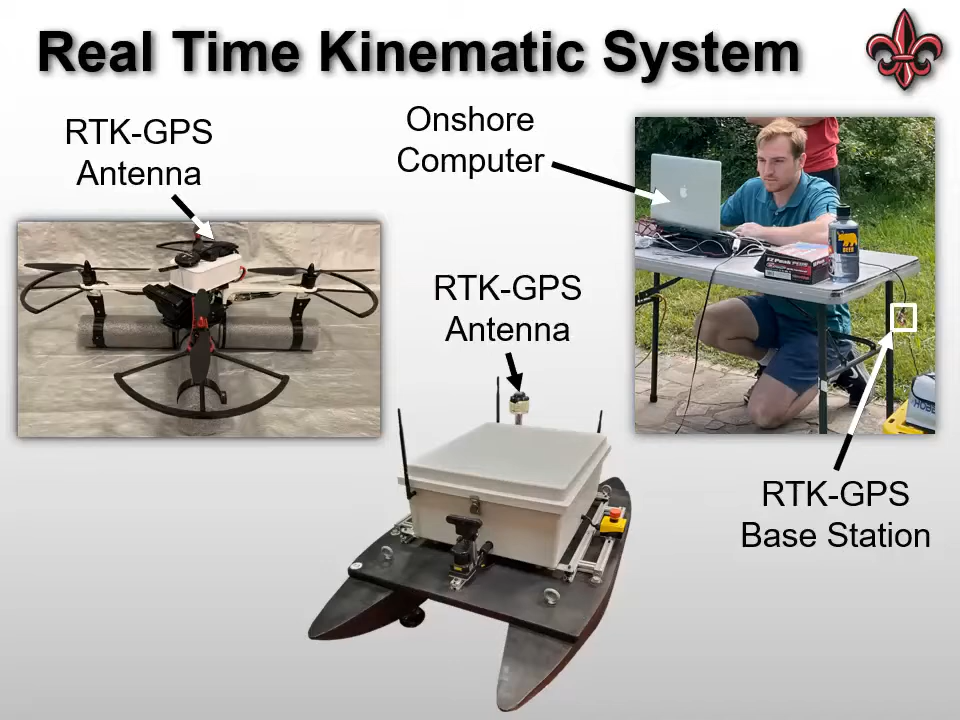 Real Time Kinematic System
RTK-GPS
Antenna
Onshore
Computer
RTK-GPS
Antenna
RTK-GPS
Base Station